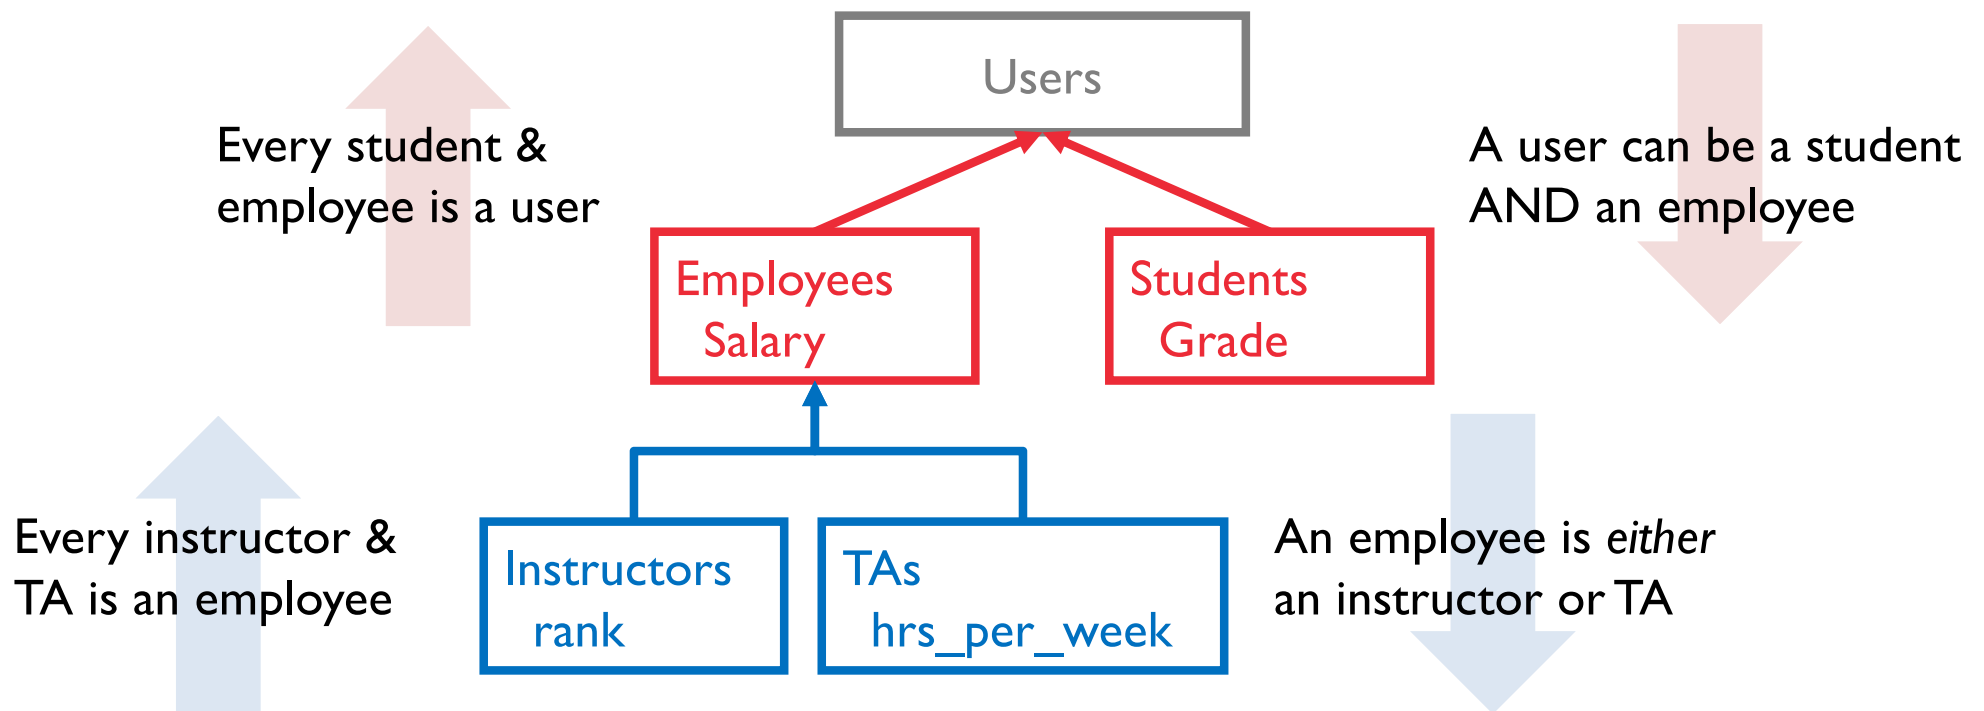 Users
Every student &
employee is a user
A user can be a student
AND an employee
Employees
Salary
Students
Grade
Every instructor &
TA is an employee
Instructors
rank
TAs
hrs_per_week
An employee is either
an instructor or TA